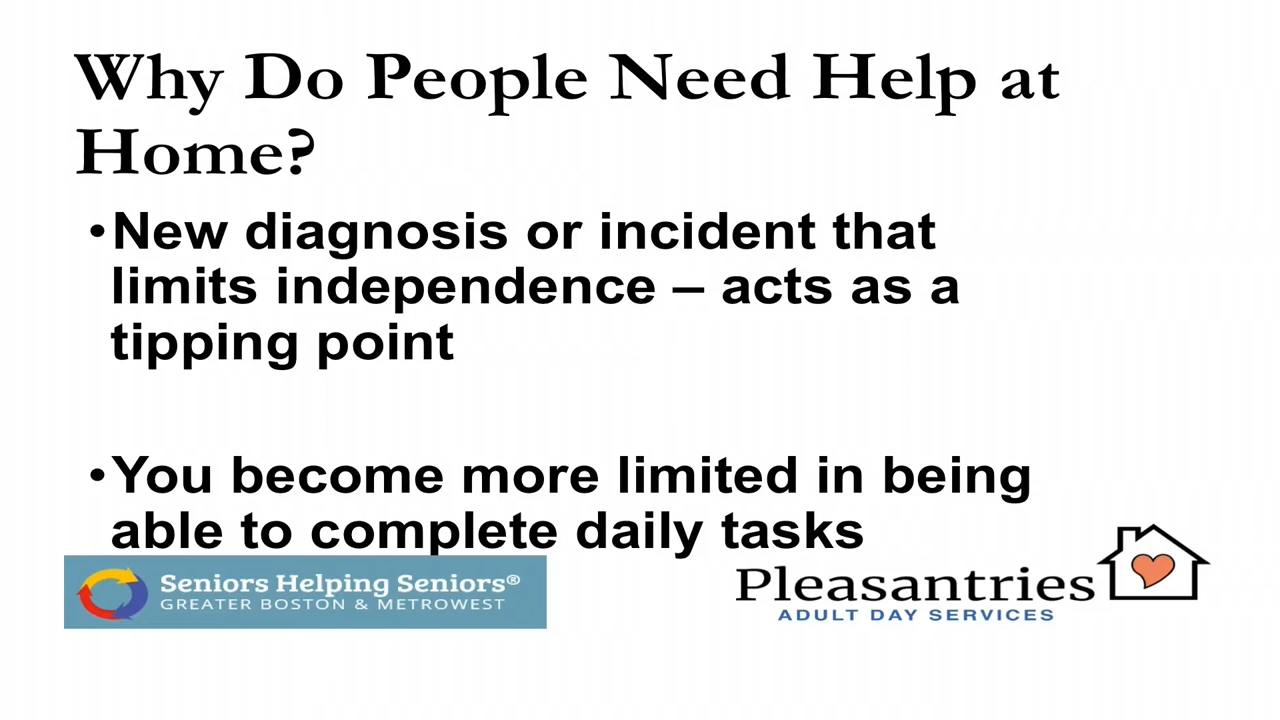 Why Do People Need Help at
Home?
•New diagnosis or incident that
limits independence – acts as a
tipping point
•You become more limited in being
able to complete daily tasks
Seniors Helping Seniors®
GREATER BOSTON & METROWEST
Pleasantries
ADULT DAY SERVICES